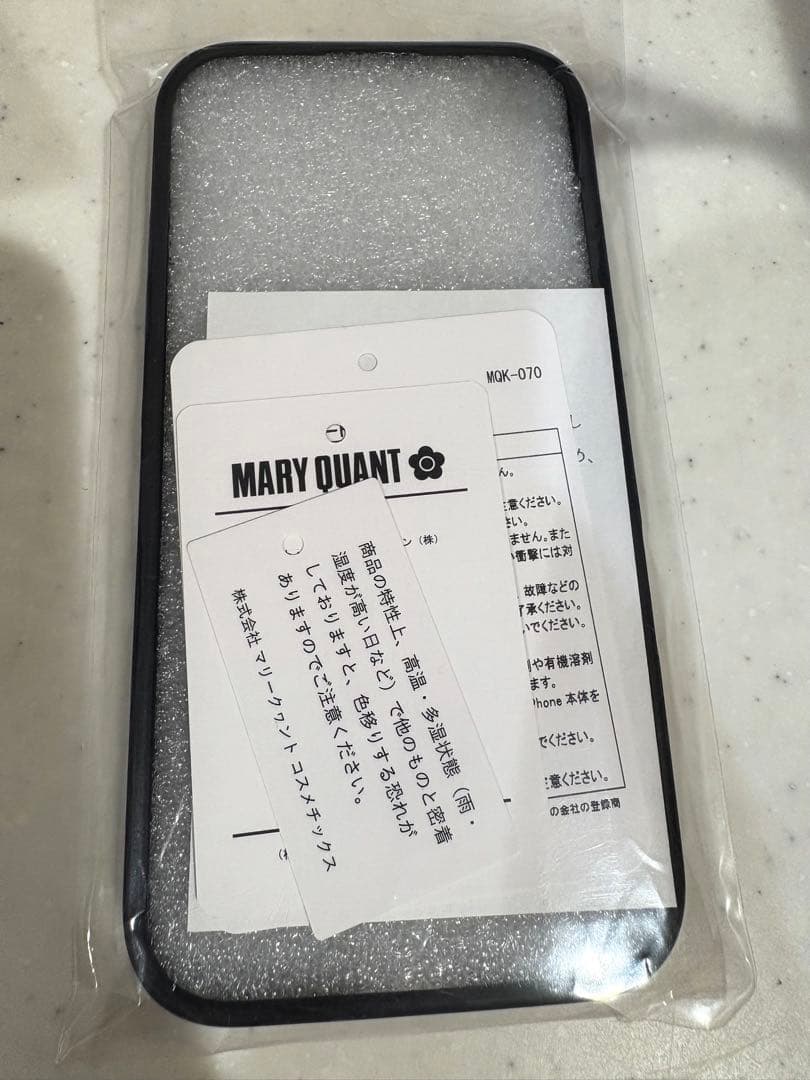 MQK-070
MARY QUANT
ン(株)
商品の特性上、高温・多湿状態(雨・
湿度が高い日など)で他のものと密着
しておりますと、色移りする恐れが
ありますのでご注意ください。
株式会社 マリークヮント コスメチックス
し
り、
ん。
注意ください。
さい。
ません。また
衝撃には対
故障などの
了承ください。
いでください。
や有機溶剤
ます。
iPhone 本体を
でください。
注意ください。
の会社の登録商